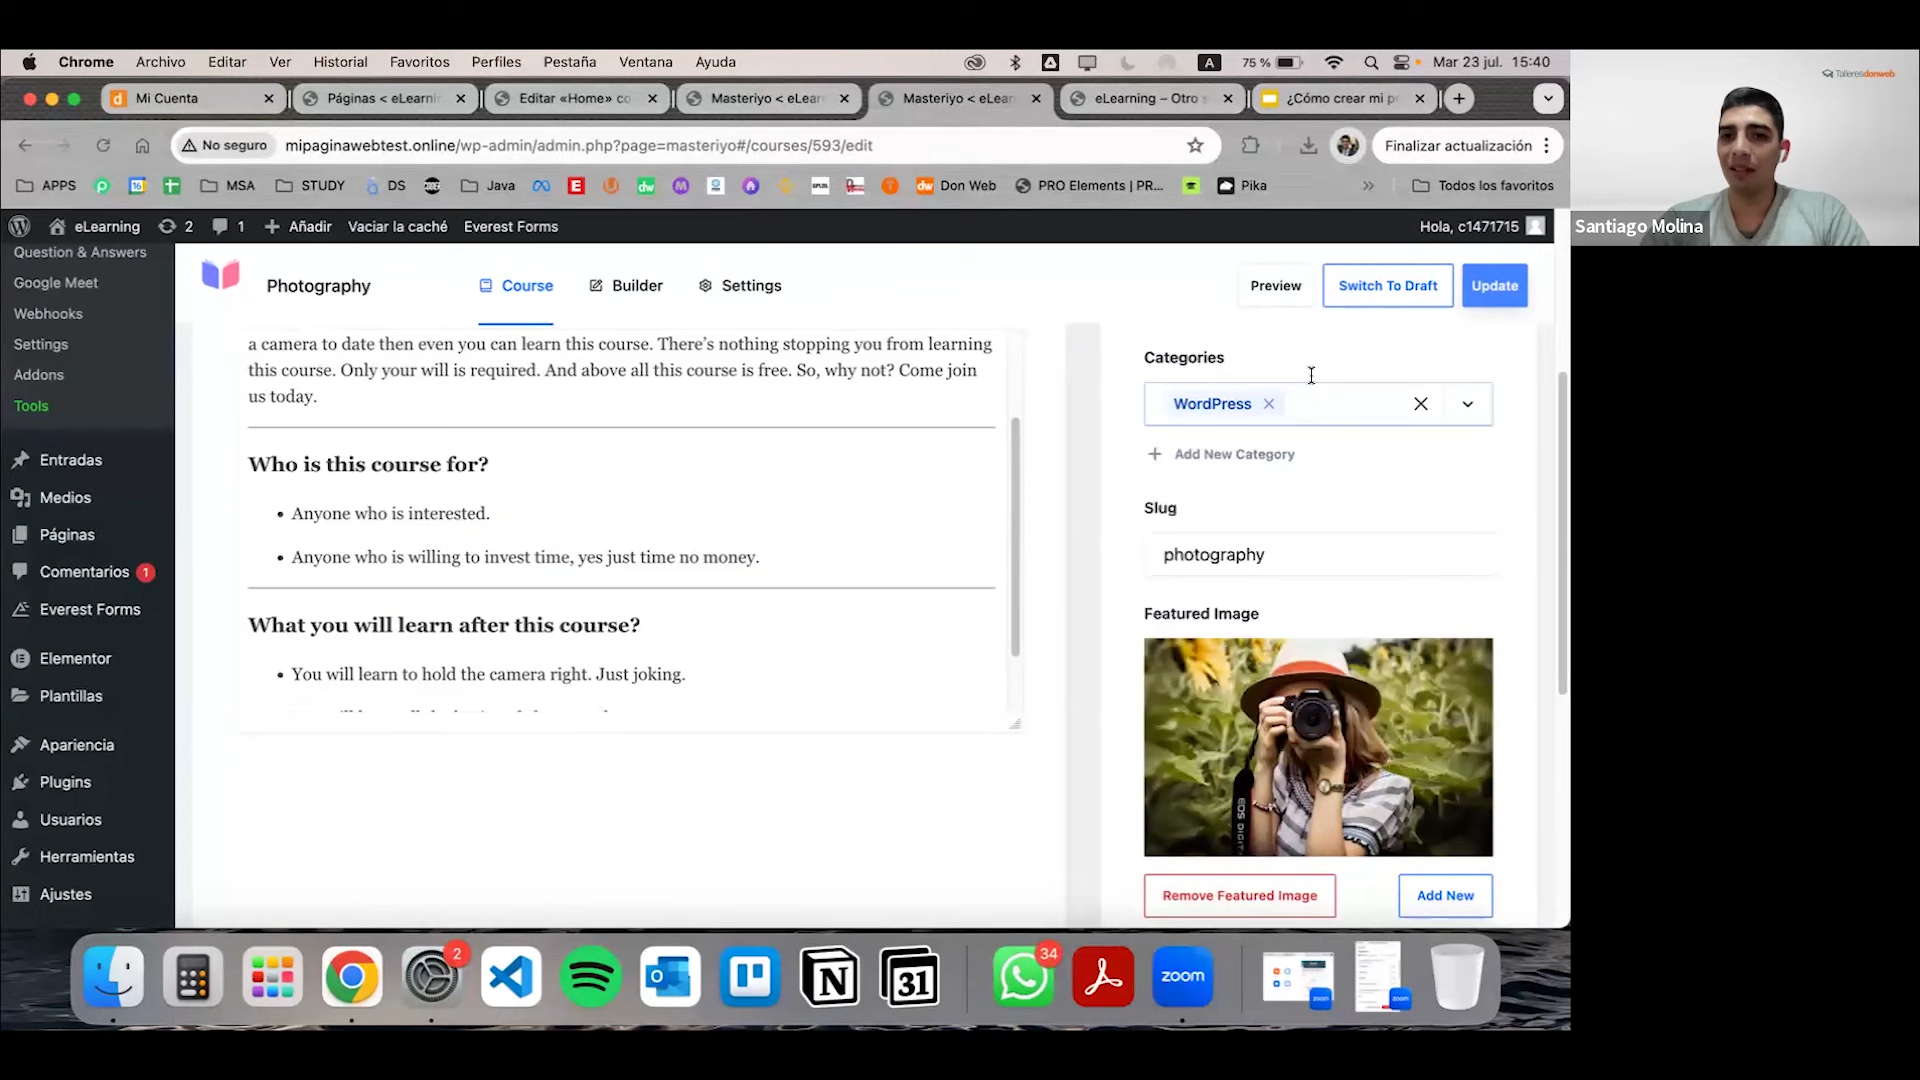 Chrome Archivo Editar Ver Historial Favoritos Perfiles Pestaña Ventana Ayuda
A 75 % Mar 23 jul. 15:40
Talleresdonweb
Mi Cuenta
Páginas < eLearni
Editar «Home» co
Masteriyo < eLear
Masteriyo < eLear
eLearning – Otro s
¿Cómo crear mi p
No seguro mipaginawebtest.online/wp-admin/admin.php?page=masteriyo#/courses/593/edit
Finalizar actualización
APPS
16
MSA
STUDY
DS
Java
E
dw
Don Web
PRO Elements | PR...
Pika
Todos los favoritos
eLearning 2 1 Añadir Vaciar la caché Everest Forms
Hola, c1471715
Santiago Molina
Question & Answers
Google Meet
Webhooks
Settings
Addons
Tools
Entradas
Medios
Páginas
Comentarios 1
Everest Forms
Elementor
Plantillas
Apariencia
Plugins
Usuarios
Herramientas
Ajustes
Photography
Course
Builder
Settings
Preview
Switch To Draft
Update
a camera to date then even you can learn this course. There’s nothing stopping you from learning
this course. Only your will is required. And above all this course is free. So, why not? Come join
us today.
Who is this course for?
Anyone who is interested.
Anyone who is willing to invest time, yes just time no money.
What you will learn after this course?
You will learn to hold the camera right. Just joking.
Categories
WordPress
Add New Category
Slug
photography
Featured Image
Remove Featured Image
Add New
2
34
31
zoom
zoom
zoom